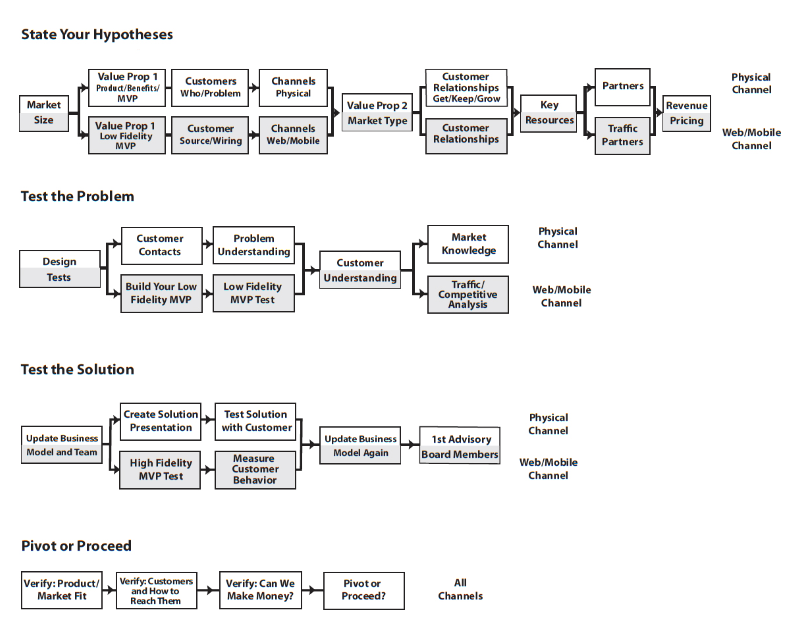 State Your Hypotheses
Market
Size
Value Prop 1
Product/Benefits/
MVP
Customers
Who/Problem
Channels
Physical
Value Prop 1
Low Fidelity
MVP
Customer
Source/Wiring
Channels
Web/Mobile
Value Prop 2
Market Type
Customer
Relationships
Get/Keep/Grow
Customer
Relationships
Key
Resources
Partners
Traffic
Partners
Revenue
Pricing
Physical
Channel
Web/Mobile
Channel
Test the Problem
Design
Tests
Customer
Contacts
Problem
Understanding
Build Your Low
Fidelity MVP
Low Fidelity
MVP Test
Customer
Understanding
Market
Knowledge
Traffic/
Competitive
Analysis
Physical
Channel
Web/Mobile
Channel
Test the Solution
Update Business
Model and Team
Create Solution
Presentation
Test Solution
with Customer
High Fidelity
MVP Test
Measure
Customer
Behavior
Update Business
Model Again
1st Advisory
Board Members
Physical
Channel
Web/Mobile
Channel
Pivot or Proceed
Verify: Product/
Market Fit
Verify: Customers
and How to
Reach Them
Verify: Can We
Make Money?
Pivot or
Proceed?
All
Channels